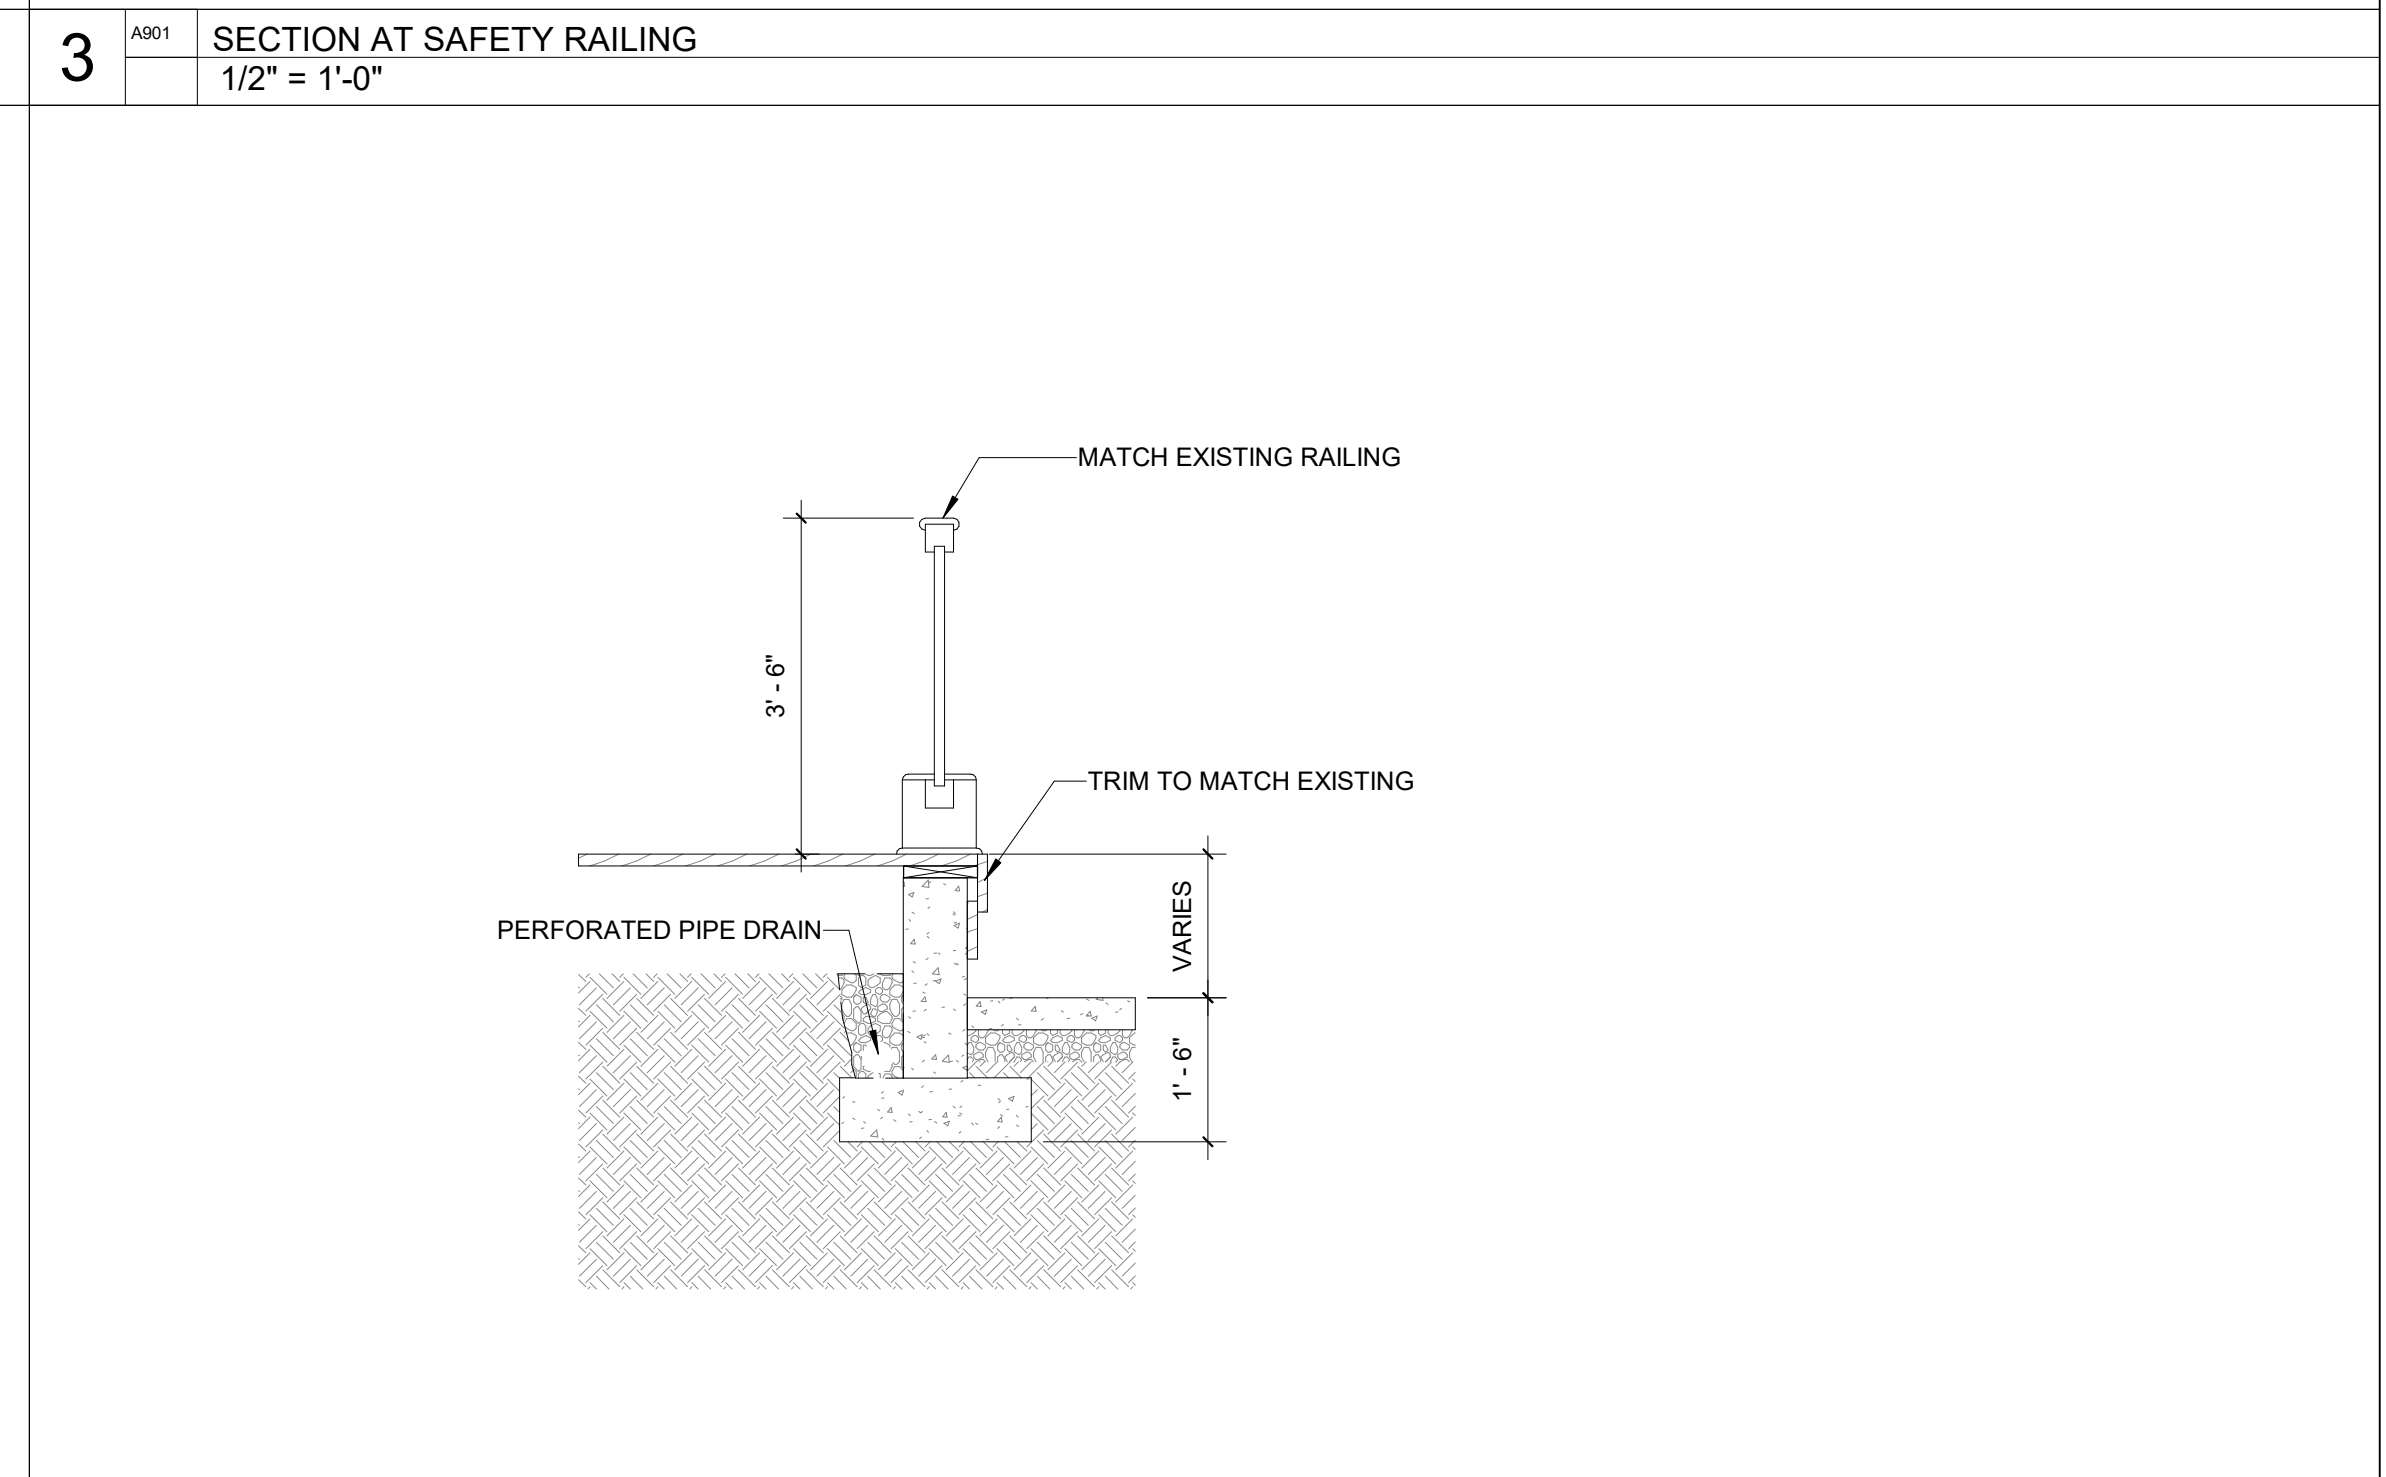 3
A901
SECTION AT SAFETY RAILING
1/2" = 1'-0"
MATCH EXISTING RAILING
3' - 6"
TRIM TO MATCH EXISTING
VARIES
PERFORATED PIPE DRAIN
1' - 6"